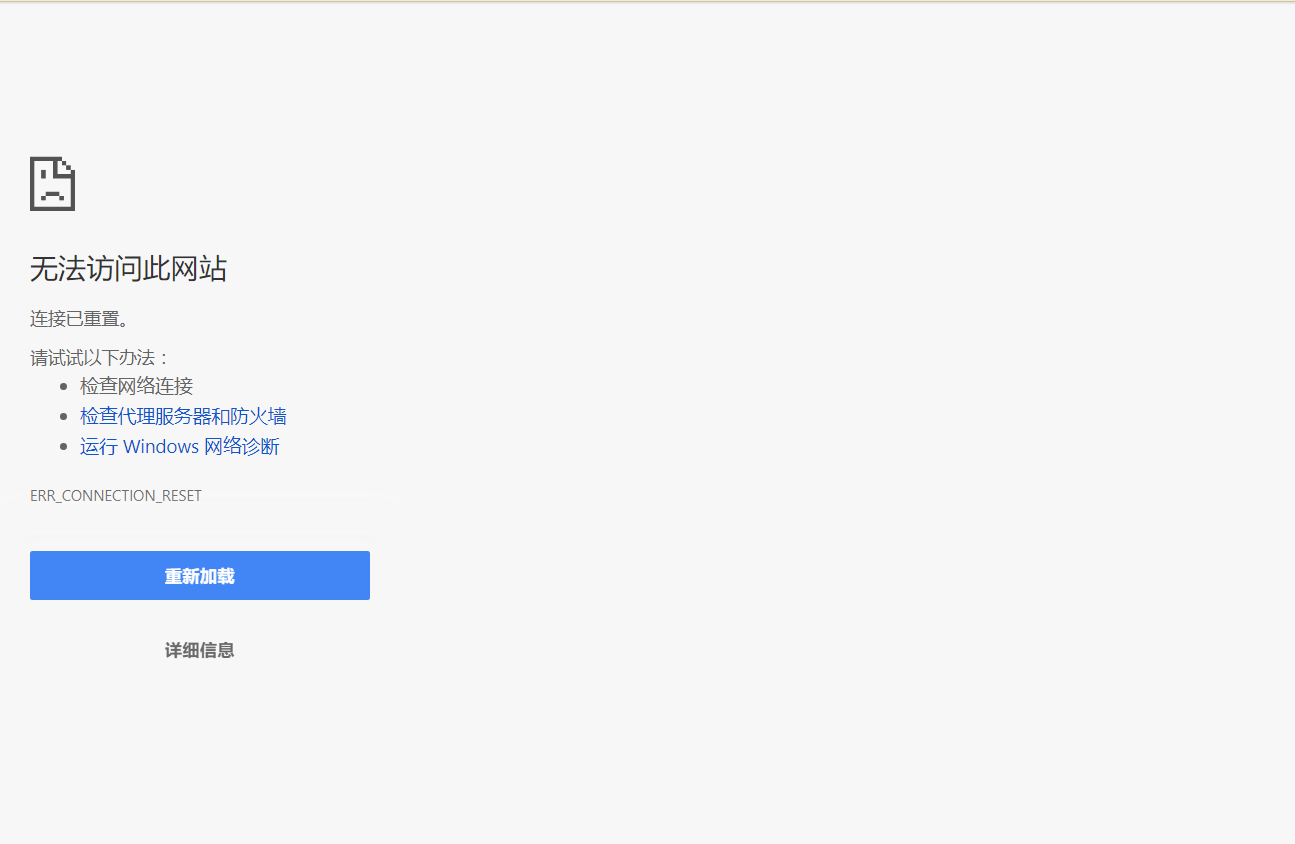 无法访问此网站
连接已重置。
请试试以下办法：
检查网络连接
检查代理服务器和防火墙
运行 Windows 网络诊断
ERR_CONNECTION_RESET
重新加载
详细信息